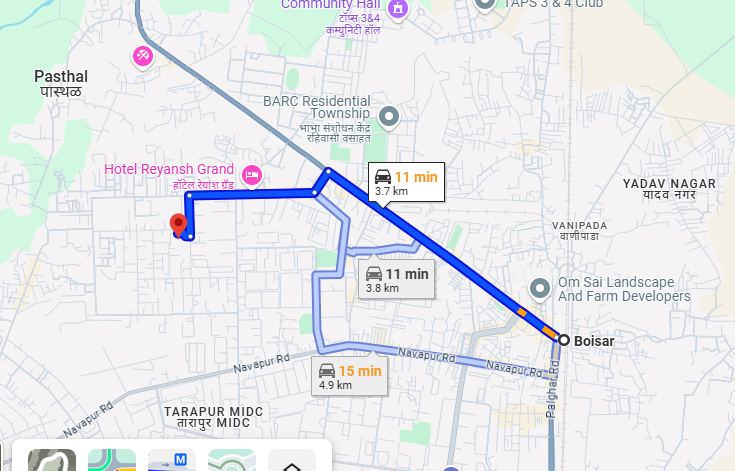 Community Hall
टॉप्स 3&4
कम्युनिटी हॉल
TAPS 3 & 4 Club
Pasthal
पास्थळ
BARC Residential
Township
भाभा संशोधन केंद्र
रहिवासी वसाहत
Hotel Reyansh Grand
हॉटेल रेयांश ग्रँड
11 min
3.7 km
YADAV NAGAR
यादव नगर
VANIPADA
वाणीपाडा
11 min
3.8 km
Om Sai Landscape
And Farm Developers
Boisar
Navapur Rd
Navapur Rd
Navapur Rd
15 min
4.9 km
Palghar Rd
Navapur Rd
TARAPUR MIDC
तारापुर MIDC
M